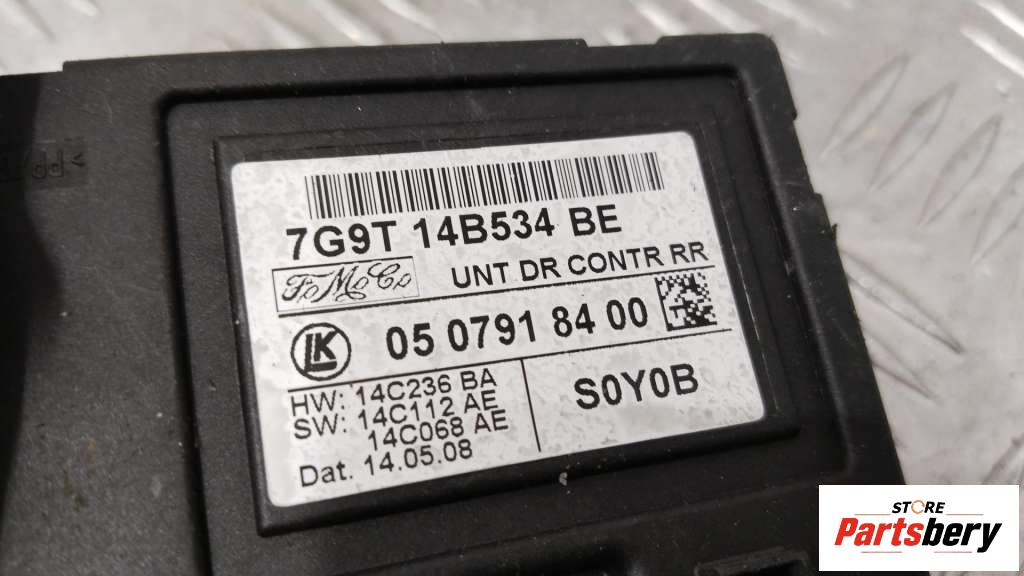 7G9T 14B534 BE
FoMoCo
UNT DR CONTR RR
LK
05 0791 84 00
HW: 14C236 BA
SW: 14C112 AE
14C068 AE
Dat. 14.05.08
S0Y0B
STORE
Partsbery